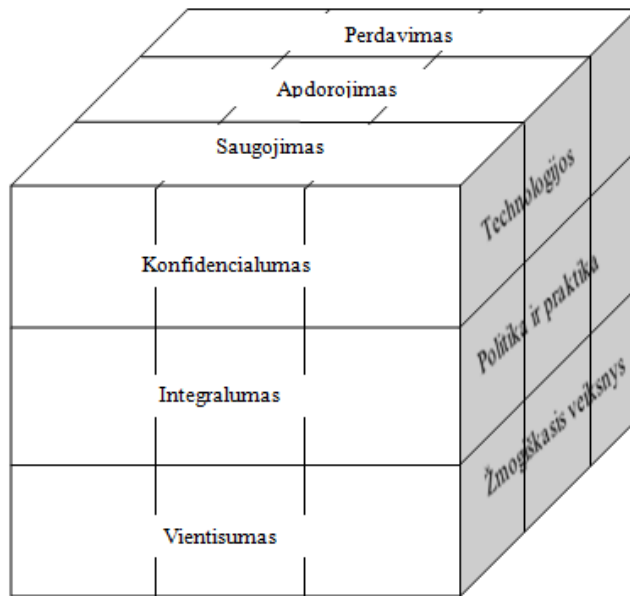 Perdavimas
Apdorojimas
Saugojimas
Konfidencialumas
Integralumas
Vientisumas
Technologijos
Politika ir praktika
Žmogiškasis veiksnys